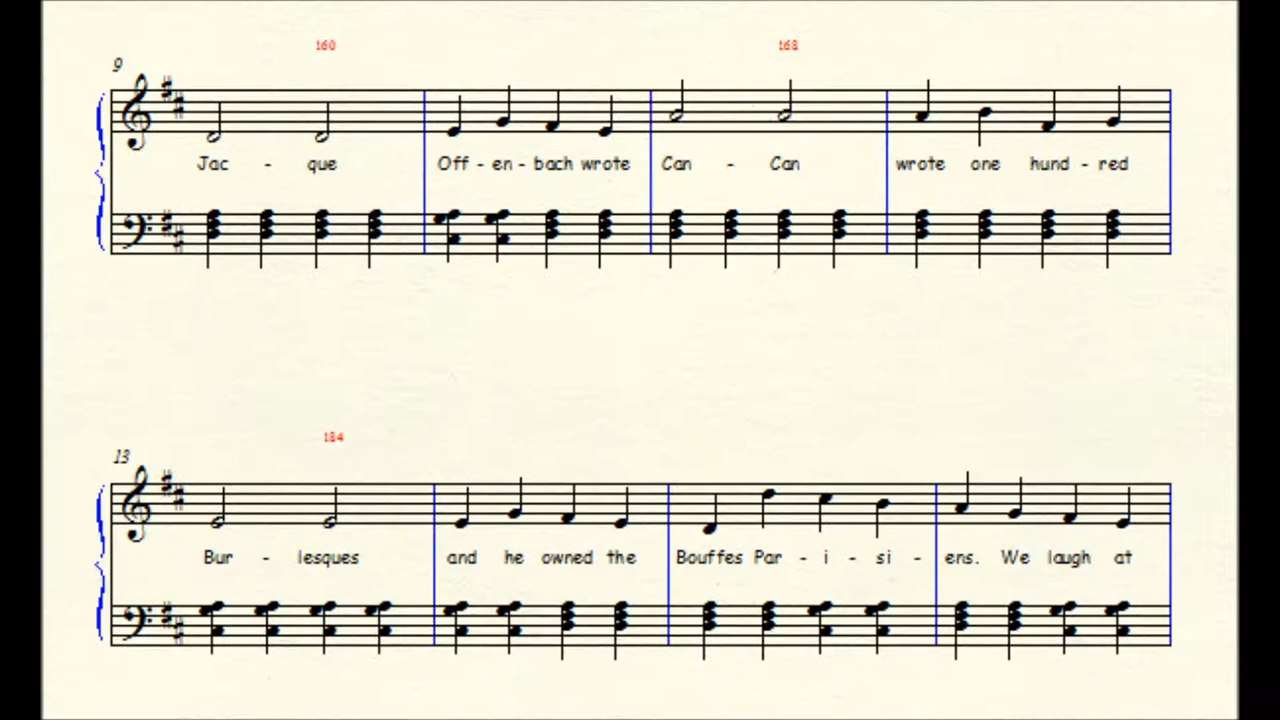 160 168
9
Jac - que Off - en - bach wrote Can - Can wrote one hund - red
184
13
Bur - lesques and he owned the Bouffes Par - i - si - ens. We laugh at